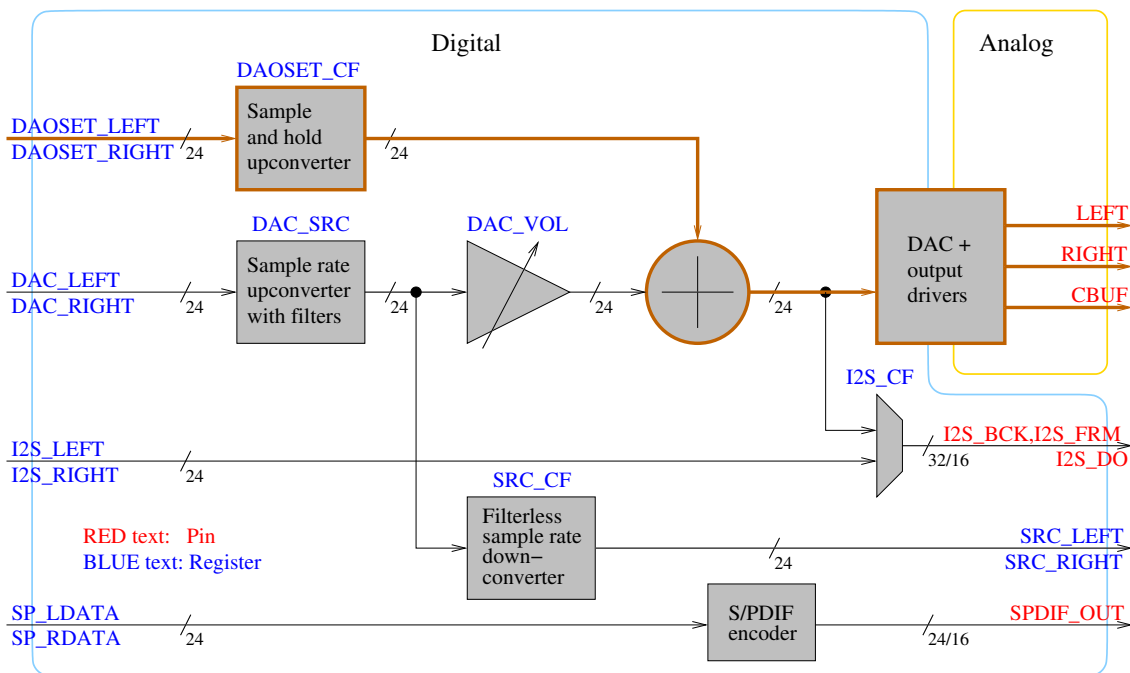 Digital
Analog
DAOSET_CF
DAOSET_LEFT
DAOSET_RIGHT
24
Sample
and hold
upconverter
24
DAC_SRC
DAC_VOL
DAC_LEFT
DAC_RIGHT
24
Sample rate
upconverter
with filters
24
24
24
DAC +
output
drivers
LEFT
RIGHT
CBUF
I2S_CF
I2S_LEFT
I2S_RIGHT
24
I2S_BCK,I2S_FRM
I2S_DO
32/16
SRC_CF
Filterless
sample rate
down−
converter
24
SRC_LEFT
SRC_RIGHT
RED text: Pin
BLUE text: Register
SP_LDATA
SP_RDATA
24
S/PDIF
encoder
24/16
SPDIF_OUT